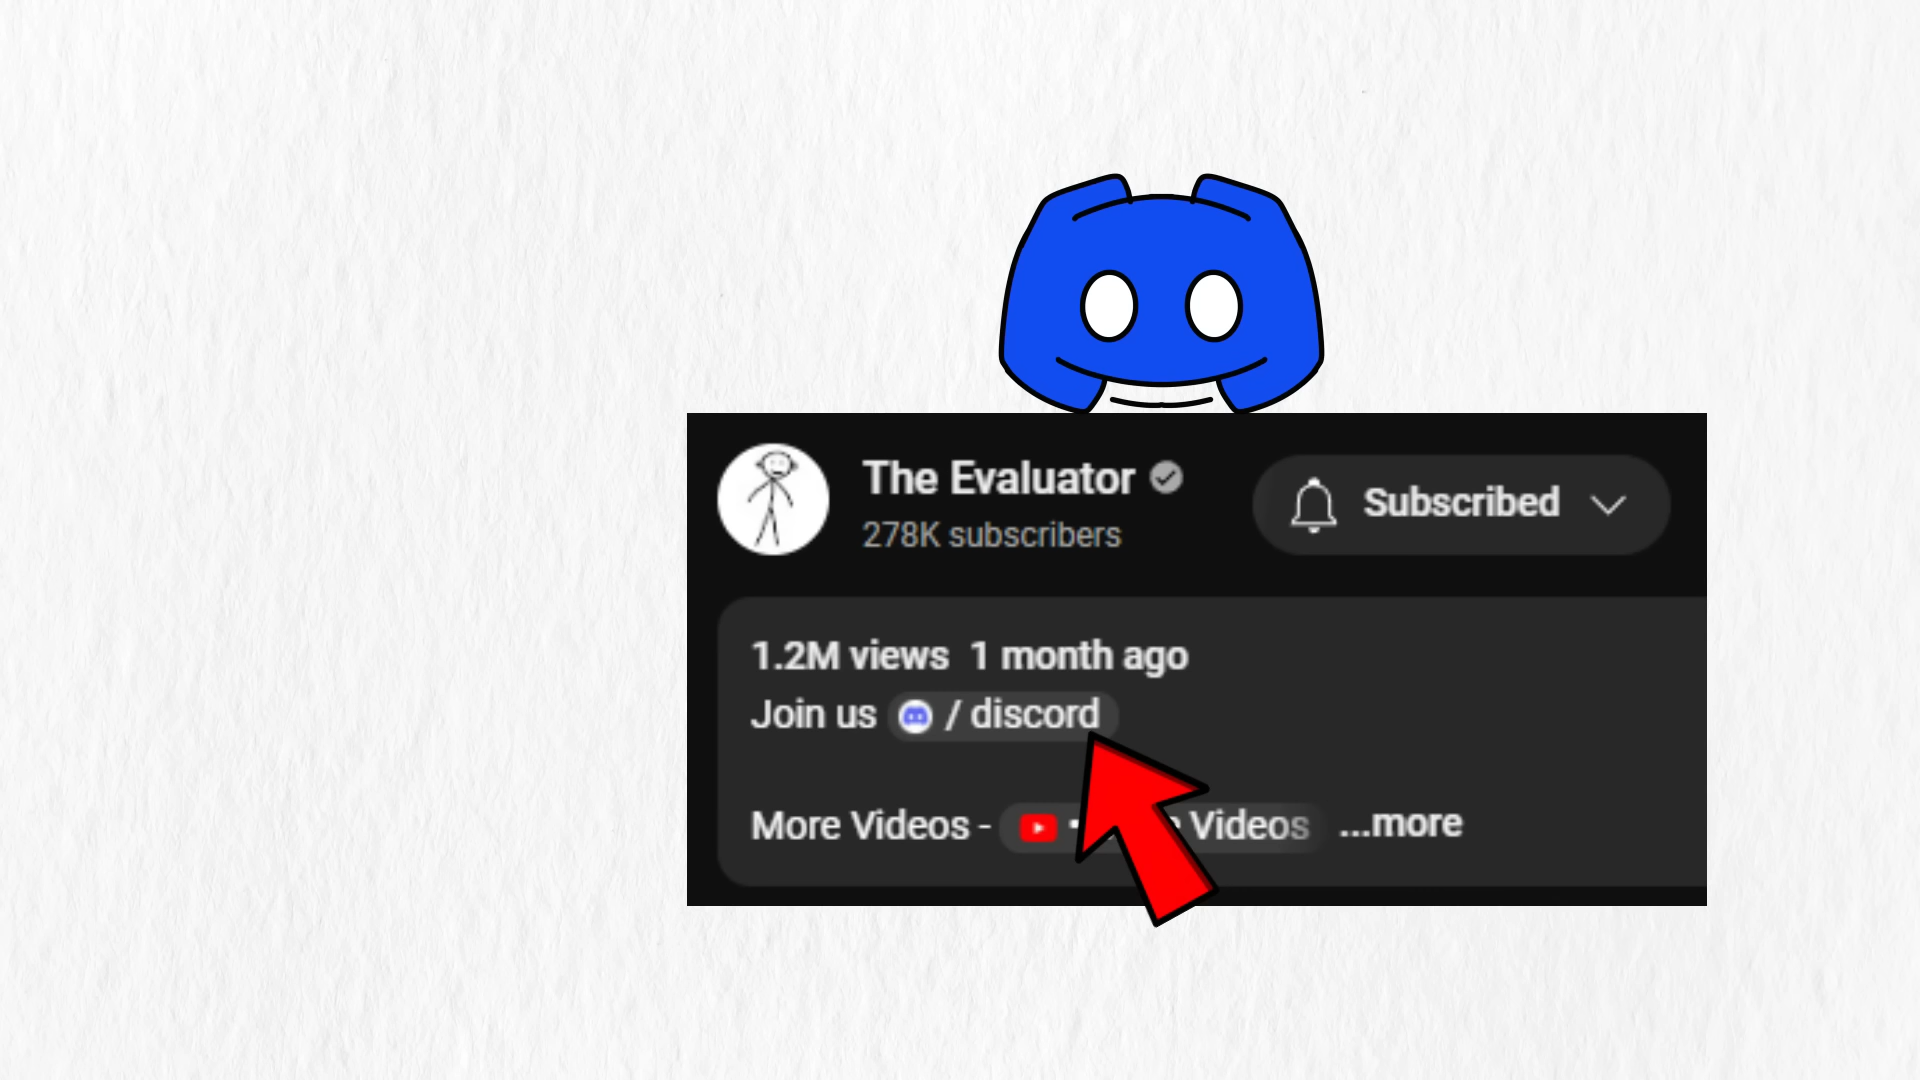 The Evaluator
278K subscribers
Subscribed
1.2M views 1 month ago
Join us / discord
More Videos - Videos ...more